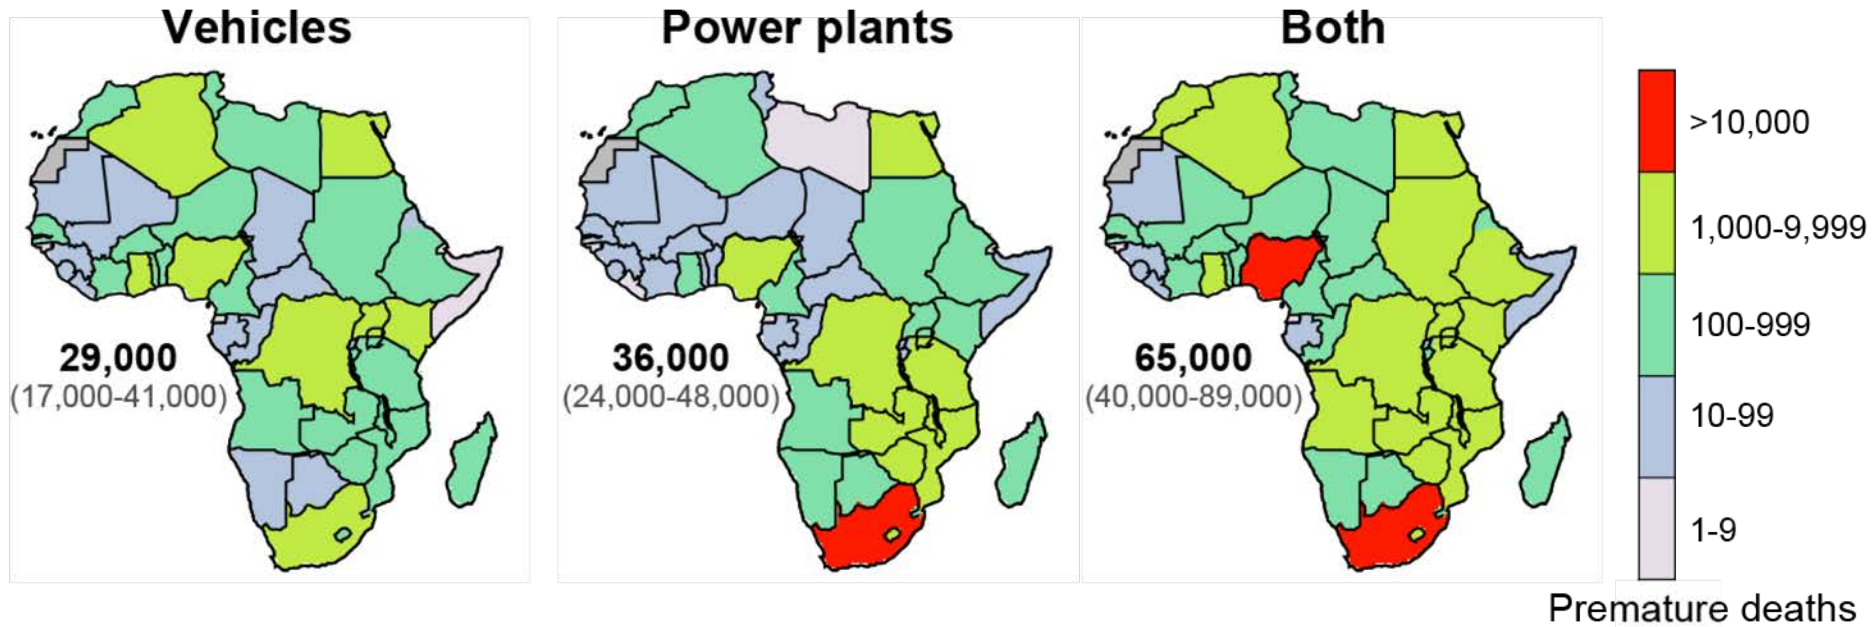 Vehicles
Power plants
Both
29,000
(17,000-41,000)
36,000
(24,000-48,000)
65,000
(40,000-89,000)
>10,000
1,000-9,999
100-999
10-99
1-9
Premature deaths